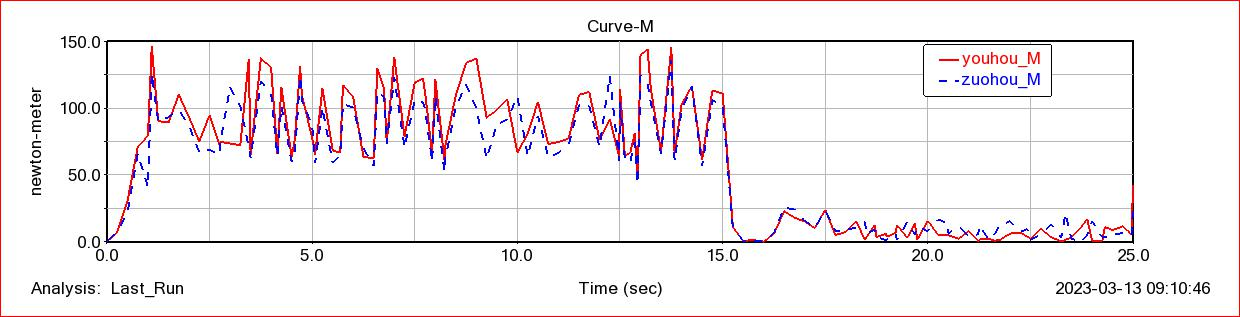 Curve-M
150.0
100.0
50.0
0.0
newton-meter
youhou_M
zuohou_M
0.0 5.0 10.0 15.0 20.0 25.0
Analysis: Last_Run Time (sec) 2023-03-13 09:10:46